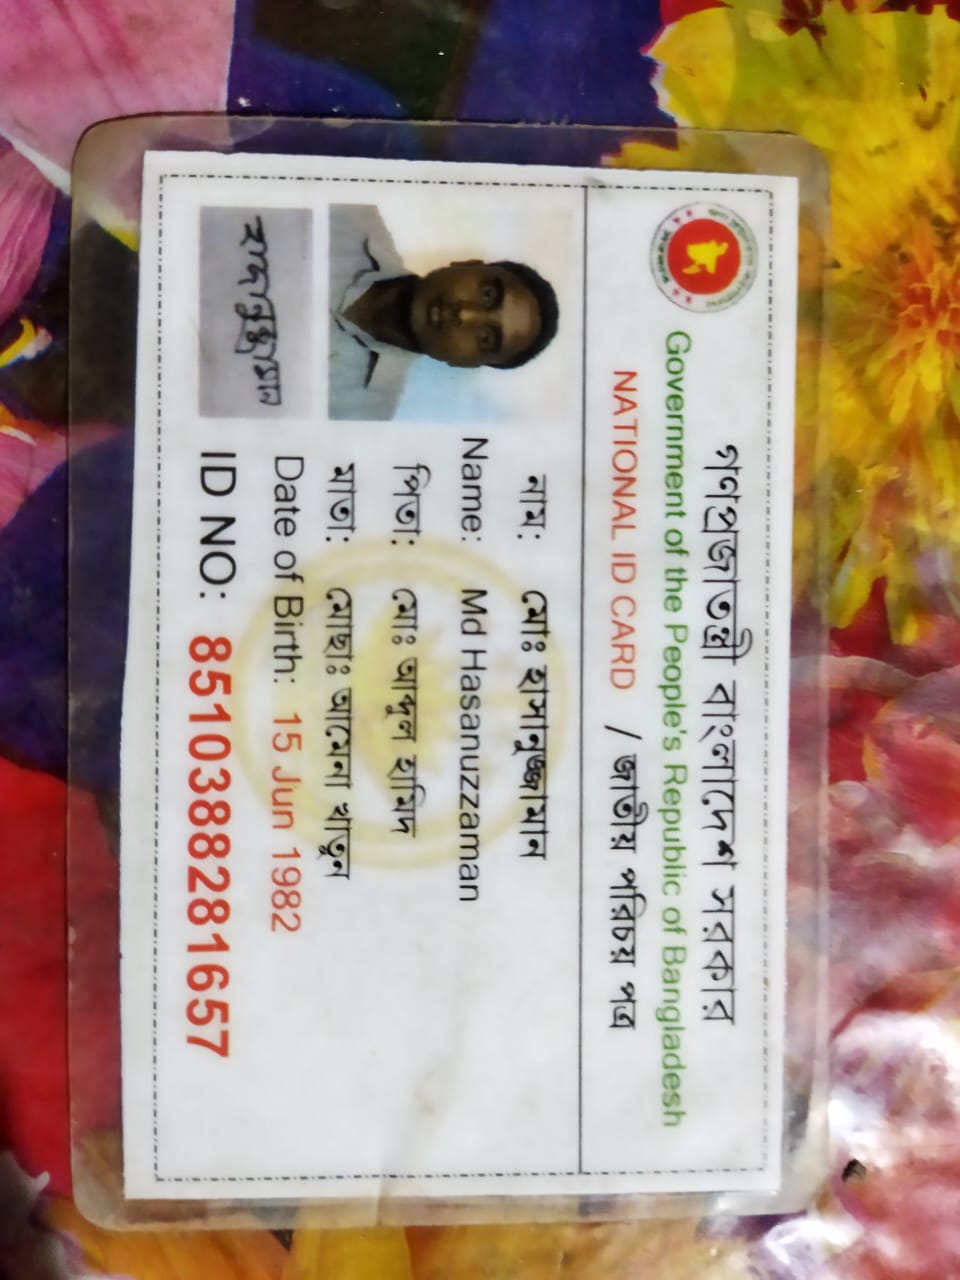 গণপ্রজাতন্ত্রী বাংলাদেশ সরকার
Government of the People's Republic of Bangladesh
NATIONAL ID CARD / জাতীয় পরিচয় পত্র
নাম: মোঃ হাসানুজ্জামান
Name: Md Hasanuzzaman
পিতা: মোঃ আব্দুল হামিদ
মাতা: মোছাঃ আমেনা খাতুন
Date of Birth: 15 Jun 1982
ID NO: 8510388281657
হাসানুজ্জামান